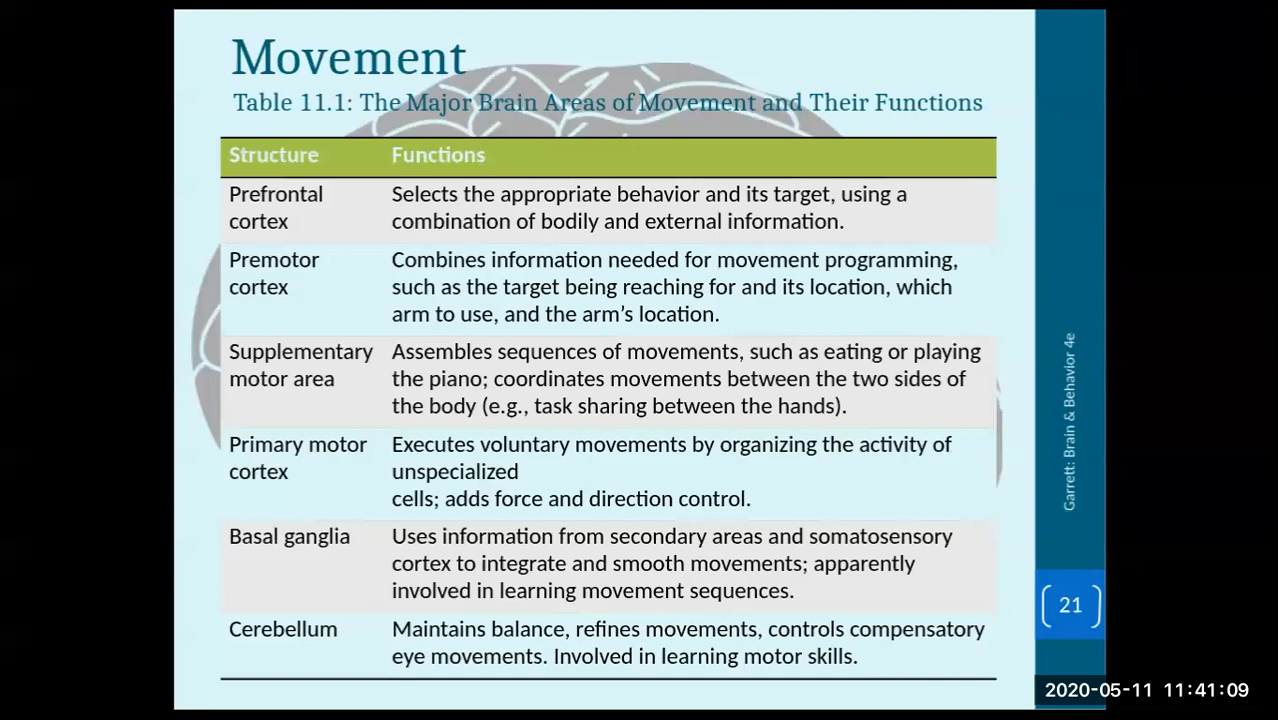 Movement
Table 11.1: The Major Brain Areas of Movement and Their Functions
Structure Functions
Prefrontal cortex
Selects the appropriate behavior and its target, using a
combination of bodily and external information.
Premotor cortex
Combines information needed for movement programming,
such as the target being reaching for and its location, which
arm to use, and the arm’s location.
Supplementary motor area
Assembles sequences of movements, such as eating or playing
the piano; coordinates movements between the two sides of
the body (e.g., task sharing between the hands).
Primary motor cortex
Executes voluntary movements by organizing the activity of
unspecialized
cells; adds force and direction control.
Basal ganglia
Uses information from secondary areas and somatosensory
cortex to integrate and smooth movements; apparently
involved in learning movement sequences.
Cerebellum
Maintains balance, refines movements, controls compensatory
eye movements. Involved in learning motor skills.
Garrett: Brain & Behavior 4e
21
2020-05-11 11:41:09